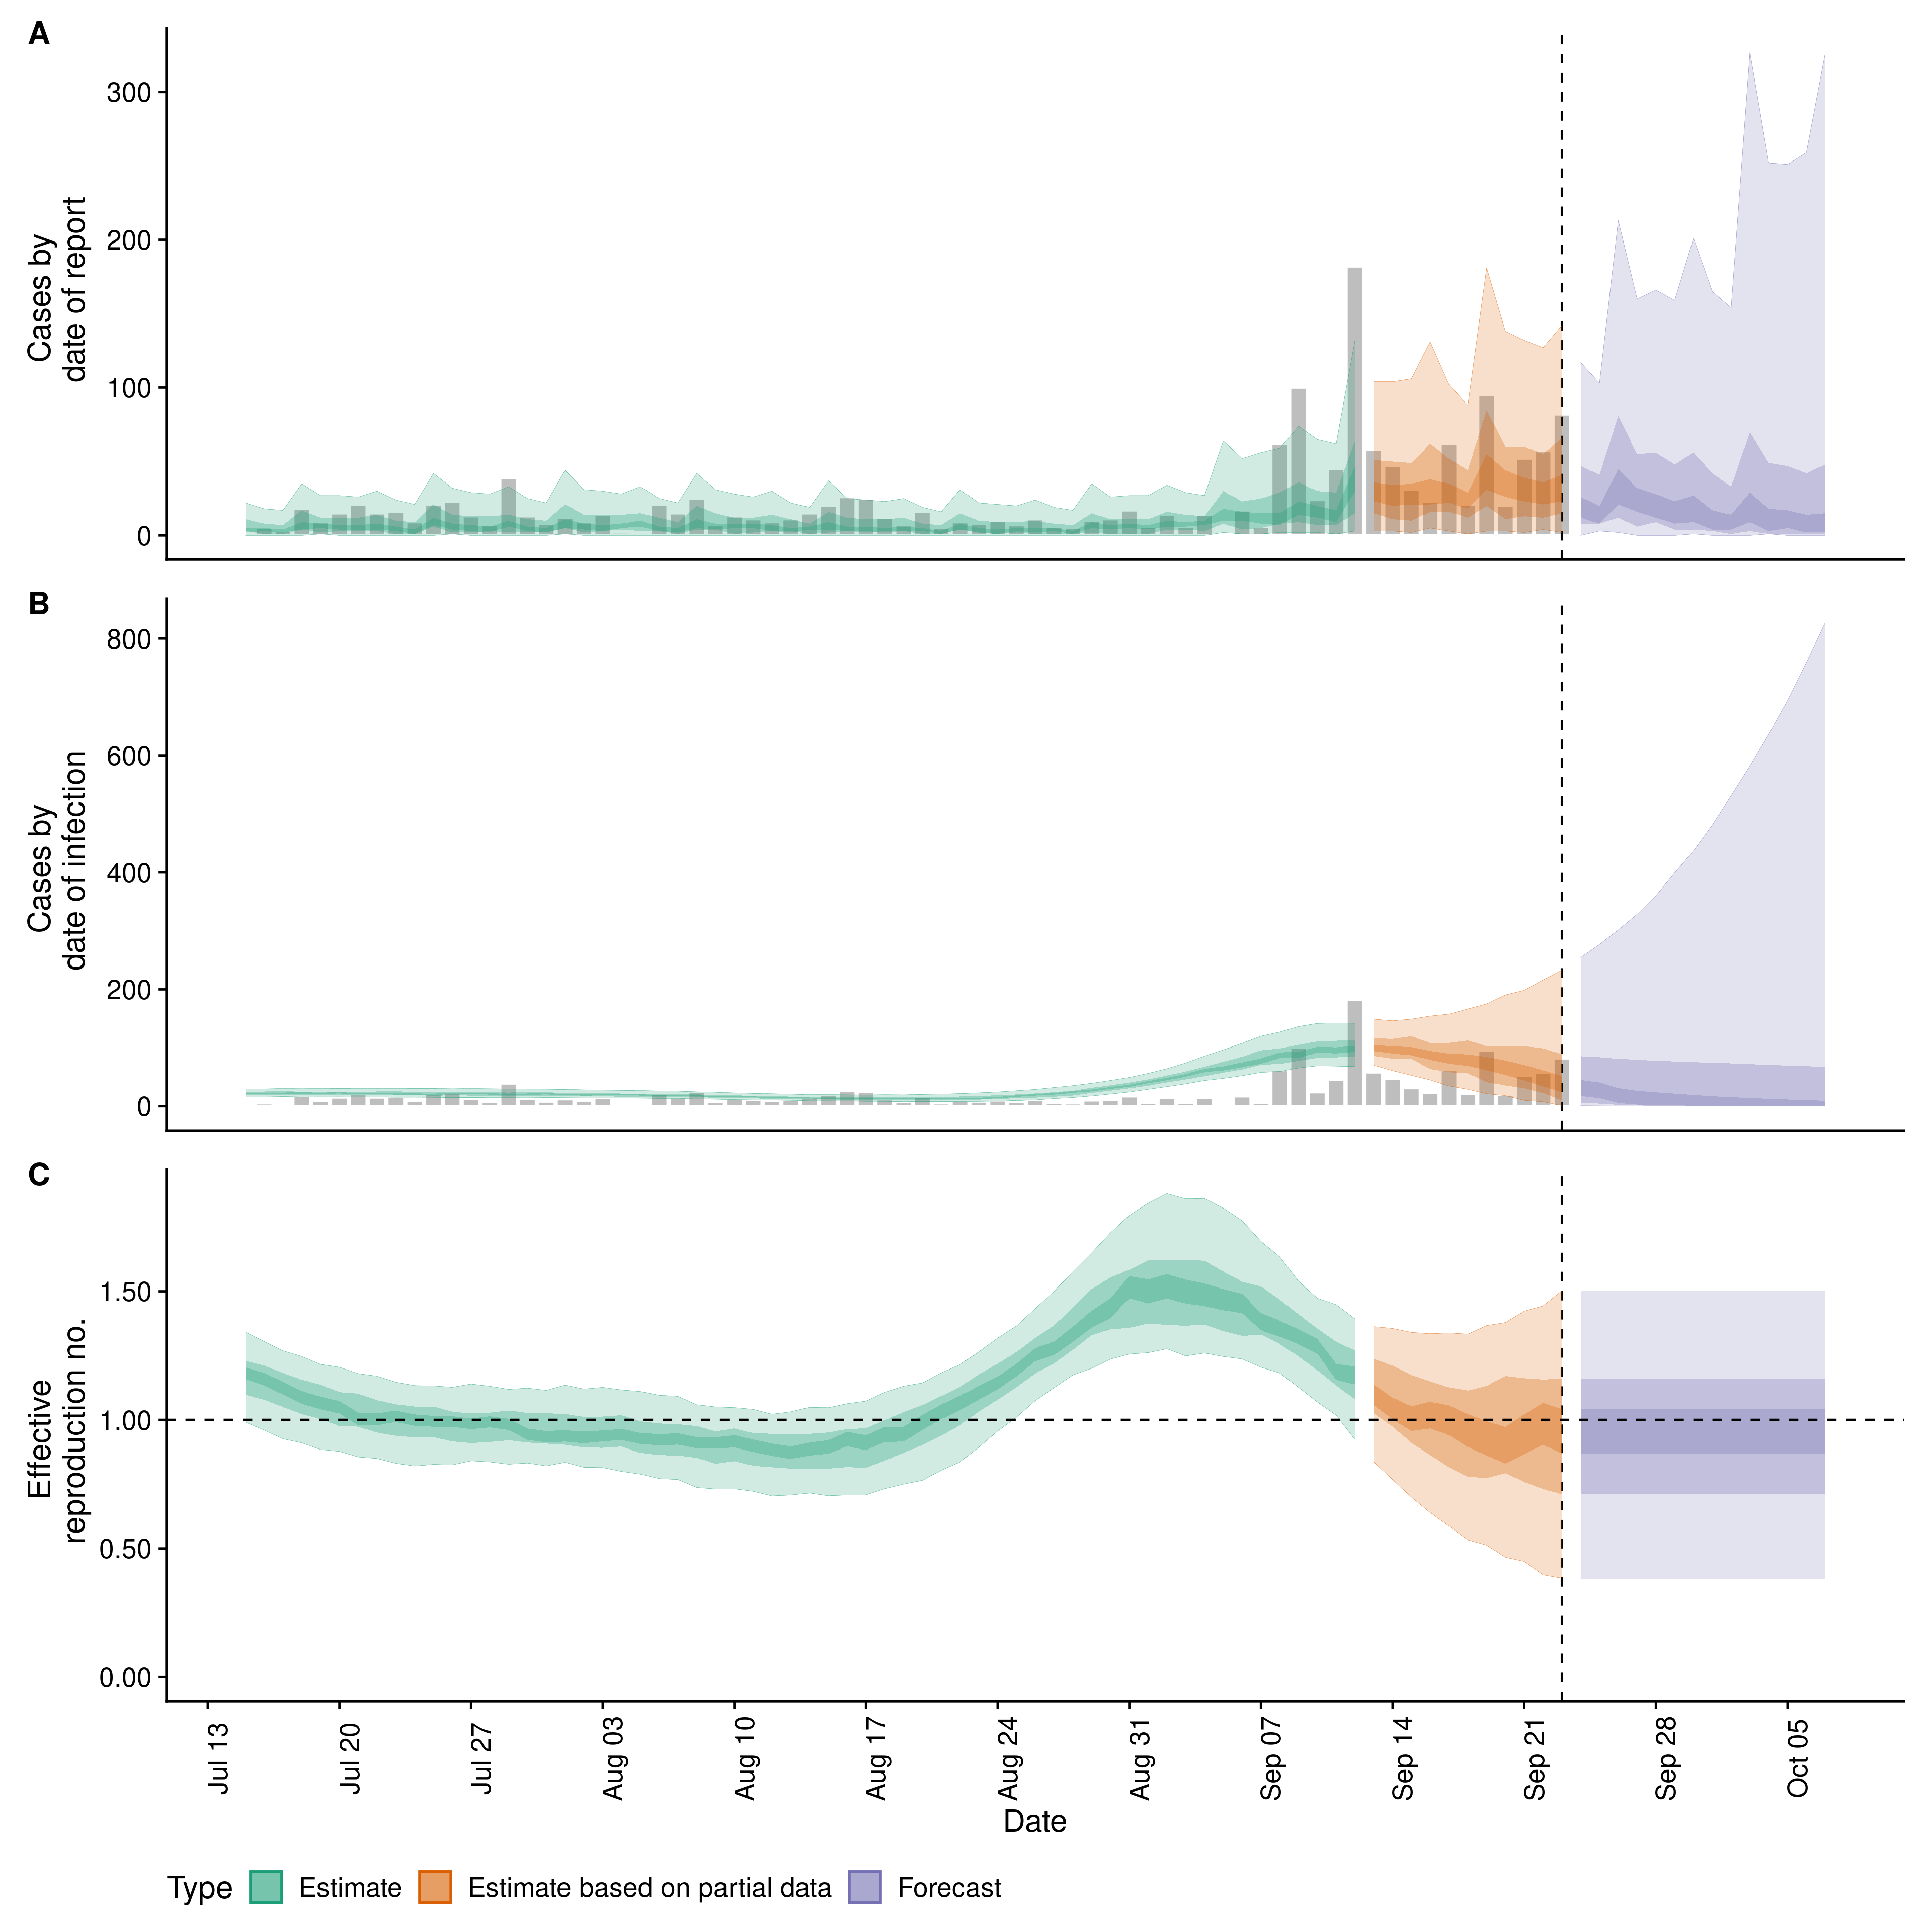 A
Cases by
date of report
300
200
100
0
B
Cases by
date of infection
800
600
400
200
0
C
Effective
reproduction no.
1.50
1.00
0.50
0.00
Jul 13
Jul 20
Jul 27
Aug 03
Aug 10
Aug 17
Aug 24
Aug 31
Sep 07
Sep 14
Sep 21
Sep 28
Oct 05
Date
Type
Estimate
Estimate based on partial data
Forecast